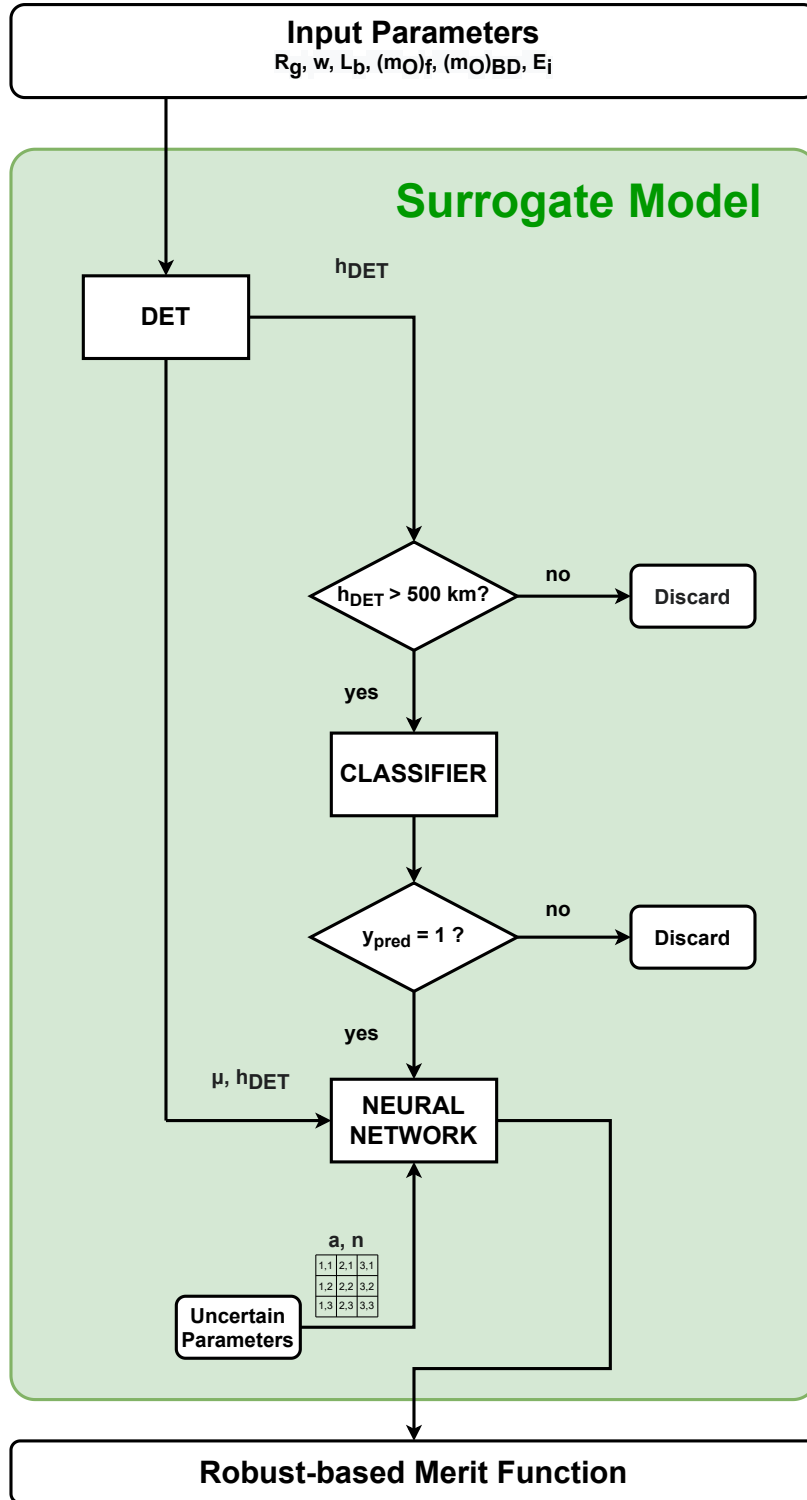 Input Parameters
Rg, w, Lb, (mO)f, (mO)BD, Ei
Surrogate Model
hDET
DET
hDET > 500 km?
no
Discard
yes
CLASSIFIER
ypred = 1 ?
no
Discard
yes
μ, hDET
NEURAL
NETWORK
a, n
1,1 2,1 3,1
1,2 2,2 3,2
1,3 2,3 3,3
Uncertain
Parameters
Robust-based Merit Function